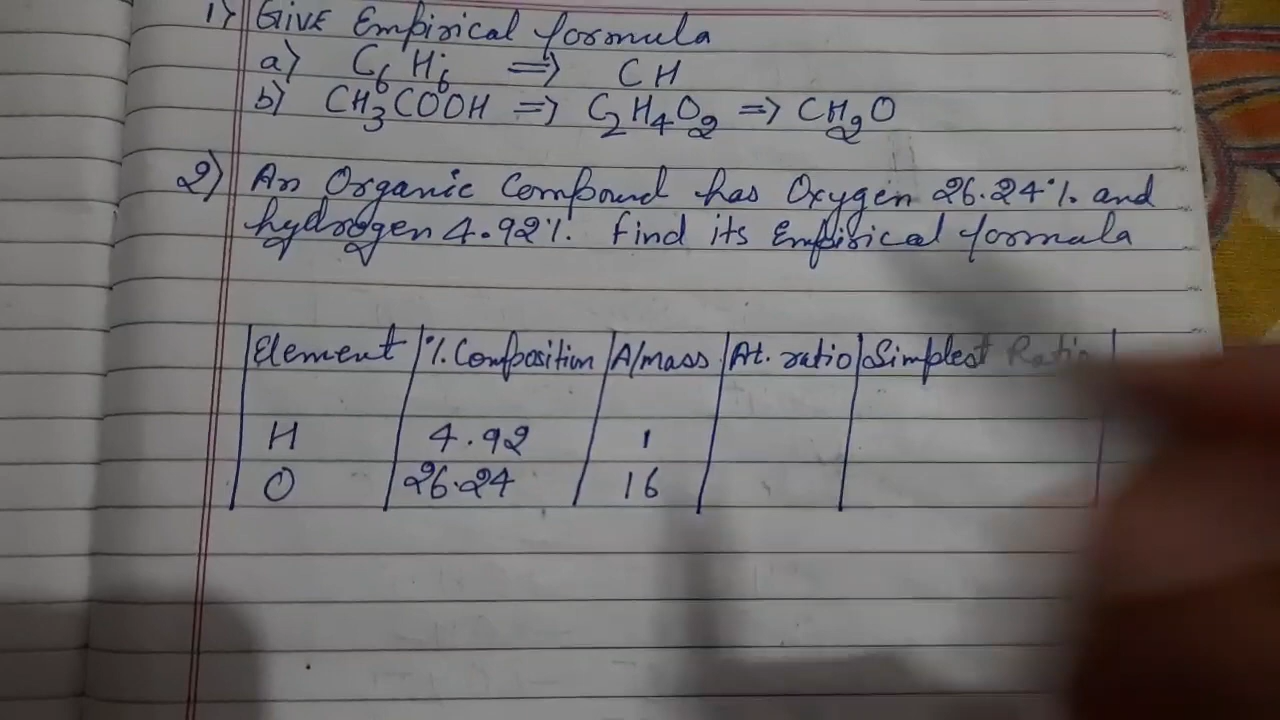 1) Give Empirical formula
a) C6H6 => CH
b) CH3COOH => C2H4O2 => CH2O
2) An Organic Compound has Oxygen 26.24% and
hydrogen 4.92%. find its Empirical formula
Element %Composition A/mass At. ratio Simplest Ratio
H 4.92 1
O 26.24 16